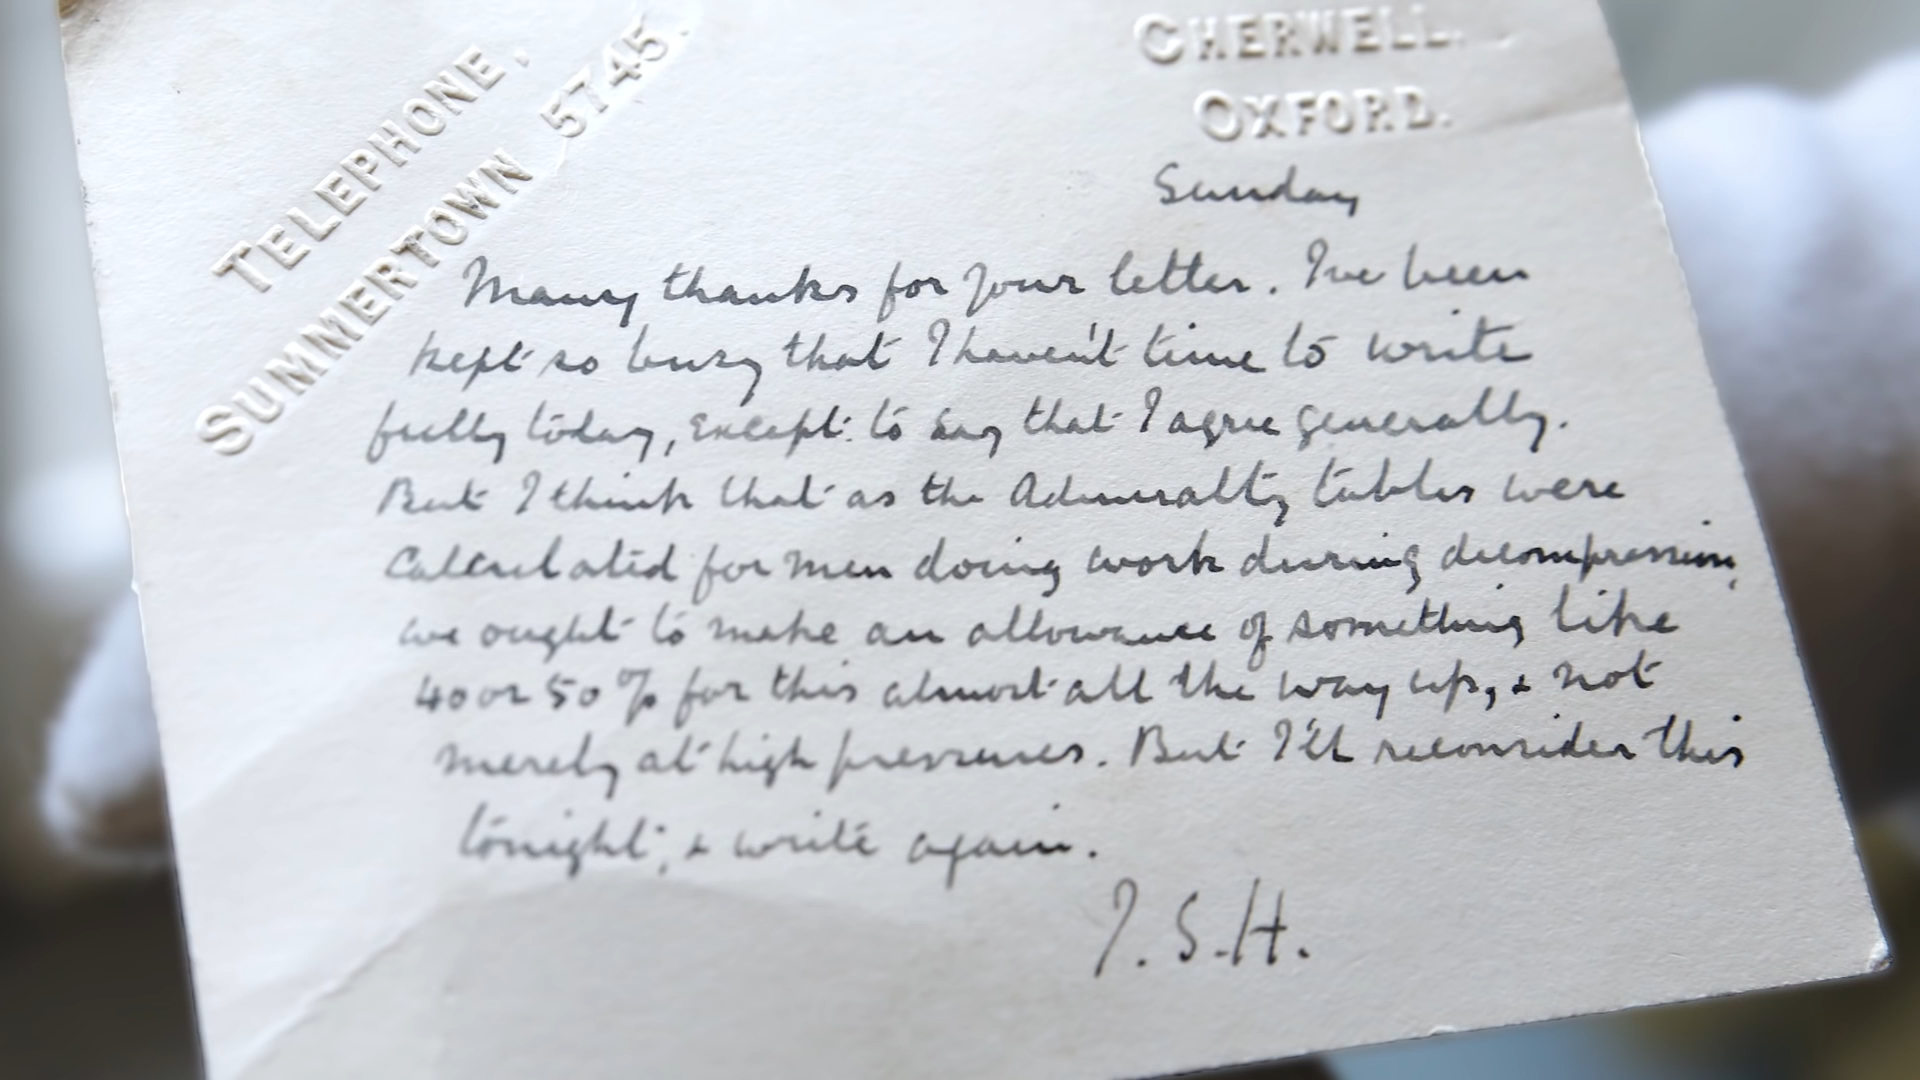 TELEPHONE,
SUMMERTOWN 5745.
CHERWELL.
OXFORD.
Sunday
Many thanks for your letter. I've been
kept so busy that I haven't time to write
fully today, except to say that I agree generally.
But I think that as the Admiralty tables were
calculated for men doing work during decompression,
we ought to make an allowance of something like
40 or 50% for this almost all the way up, & not
merely at high pressures. But I'll reconsider this
tonight, & write again.
J.S.H.